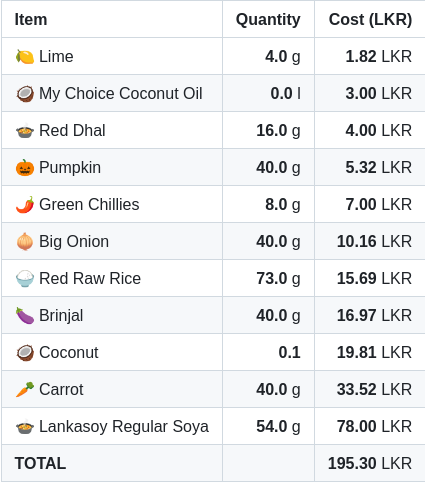 Item Quantity Cost (LKR)
🍋 Lime 4.0 g 1.82 LKR
🥥 My Choice Coconut Oil 0.0 l 3.00 LKR
🍲 Red Dhal 16.0 g 4.00 LKR
🎃 Pumpkin 40.0 g 5.32 LKR
🌶️ Green Chillies 8.0 g 7.00 LKR
🧅 Big Onion 40.0 g 10.16 LKR
🍚 Red Raw Rice 73.0 g 15.69 LKR
🍆 Brinjal 40.0 g 16.97 LKR
🥥 Coconut 0.1 19.81 LKR
🥕 Carrot 40.0 g 33.52 LKR
🍲 Lankasoy Regular Soya 54.0 g 78.00 LKR
TOTAL 195.30 LKR